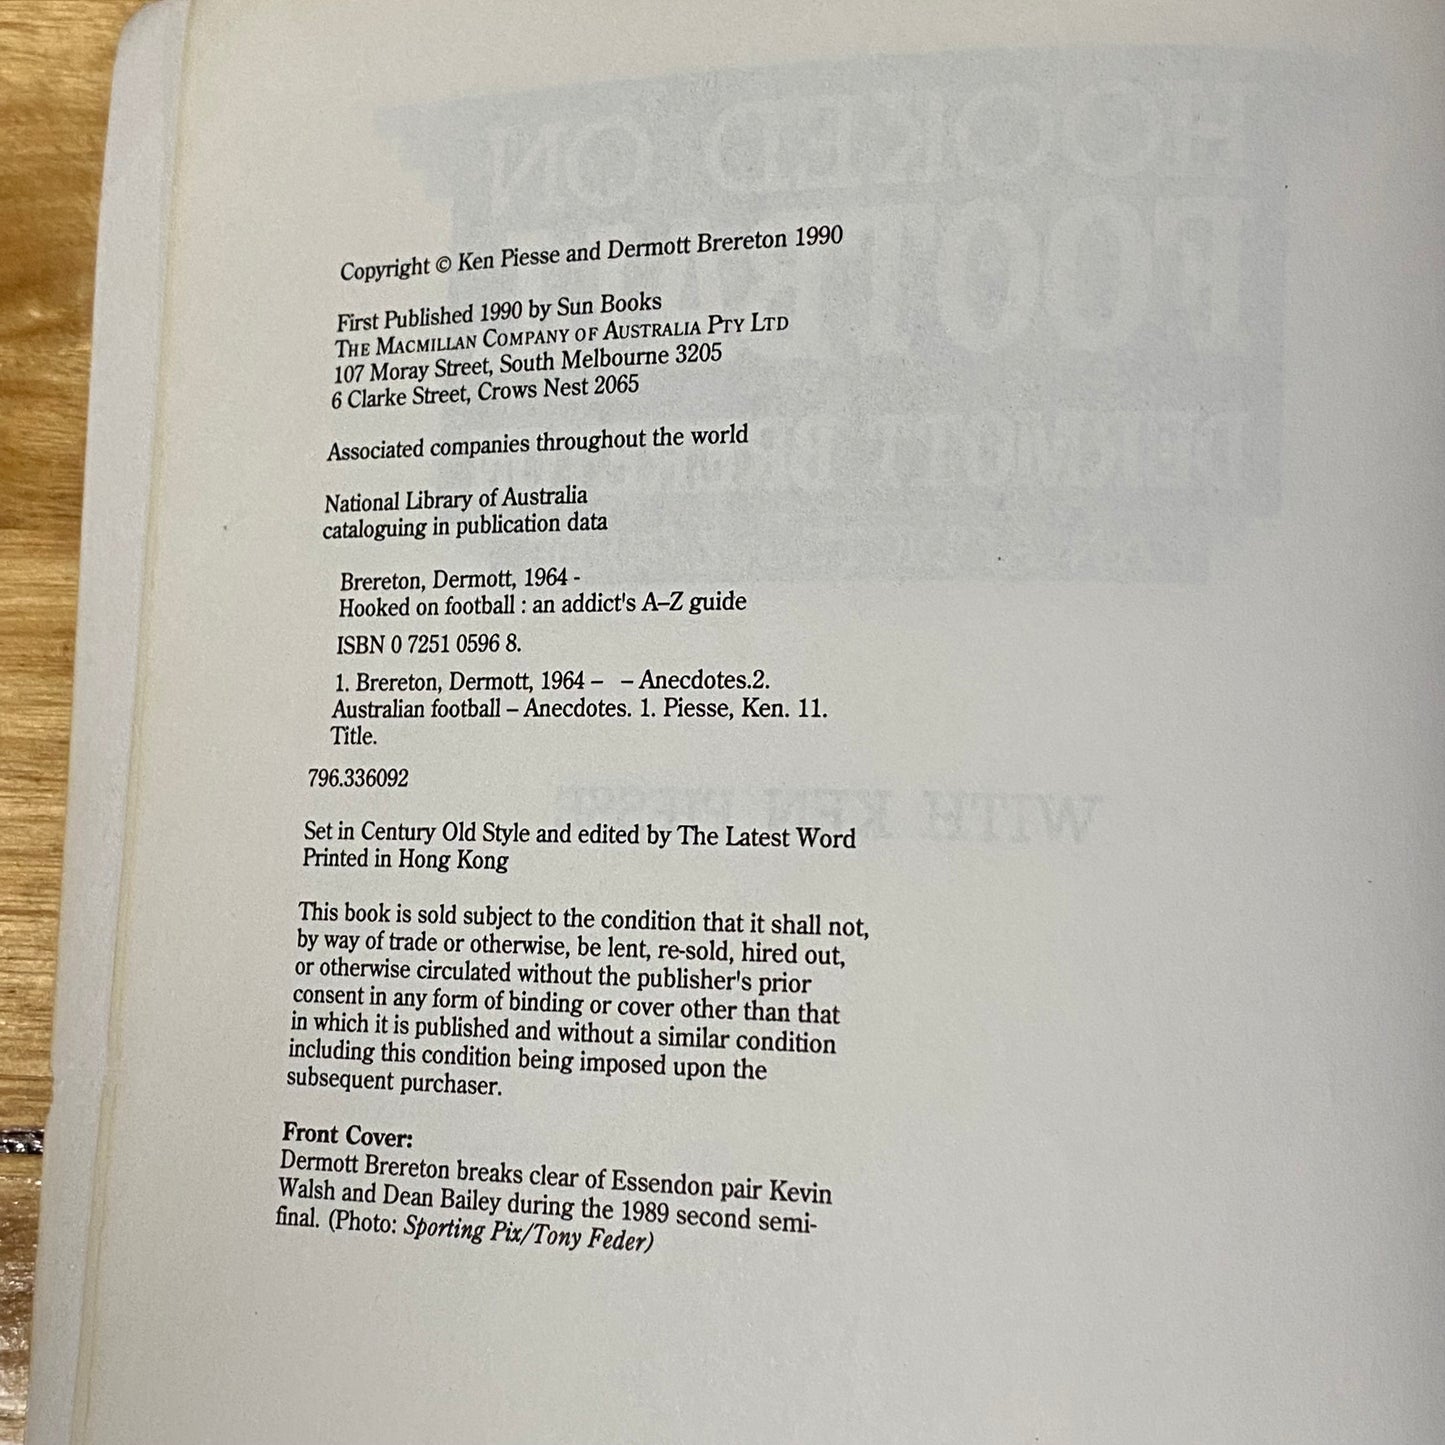 Copyright © Ken Piesse and Dermott Brereton 1990
First Published 1990 by Sun Books
THE MACMILLAN COMPANY OF AUSTRALIA PTY LTD
107 Moray Street, South Melbourne 3205
6 Clarke Street, Crows Nest 2065
Associated companies throughout the world
National Library of Australia
cataloguing in publication data
Brereton, Dermott, 1964 -
Hooked on football : an addict's A–Z guide
ISBN 0 7251 0596 8.
1. Brereton, Dermott, 1964 –   – Anecdotes.2.
Australian football – Anecdotes. 1. Piesse, Ken. 11.
Title.
796.336092
Set in Century Old Style and edited by The Latest Word
Printed in Hong Kong
This book is sold subject to the condition that it shall not,
by way of trade or otherwise, be lent, re-sold, hired out,
or otherwise circulated without the publisher's prior
consent in any form of binding or cover other than that
in which it is published and without a similar condition
including this condition being imposed upon the
subsequent purchaser.
Front Cover:
Dermott Brereton breaks clear of Essendon pair Kevin
Walsh and Dean Bailey during the 1989 second semi-
final. (Photo: Sporting Pix/Tony Feder)
HOOKED ON
DERMOTT BRERETON
WITH KEN PIESSE